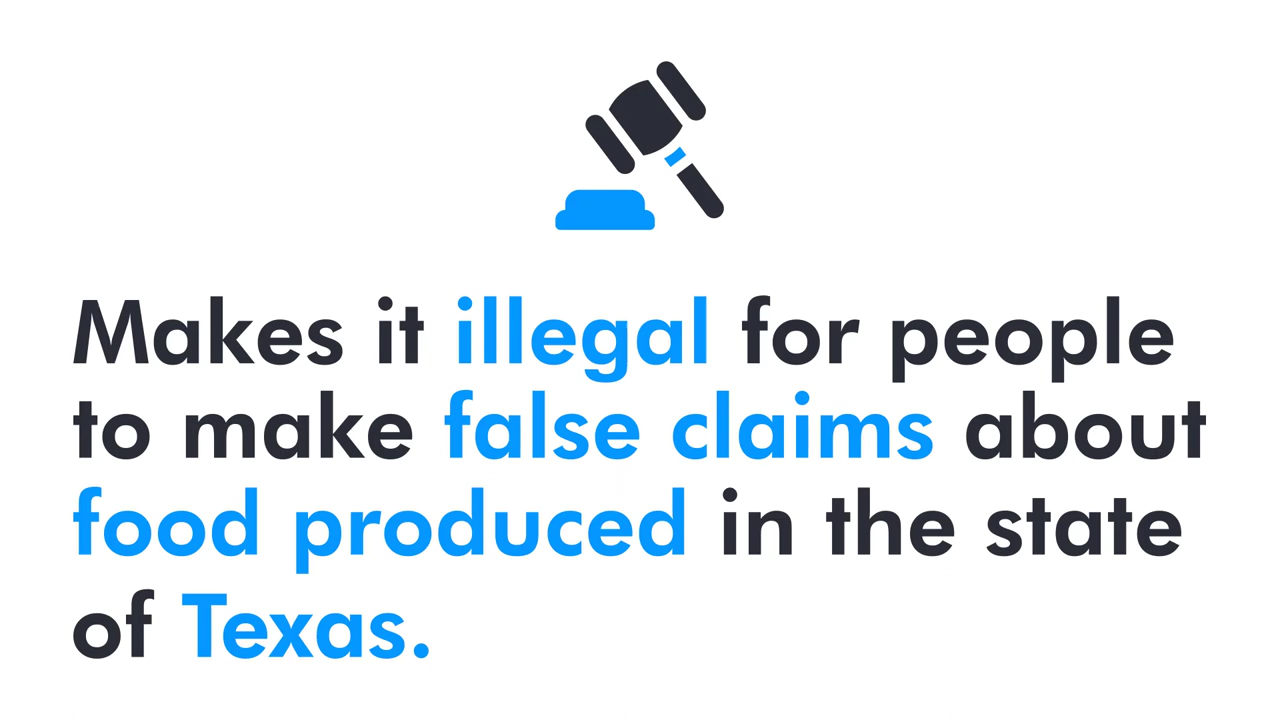 Makes it illegal for people
to make false claims about
food produced in the state
of Texas.